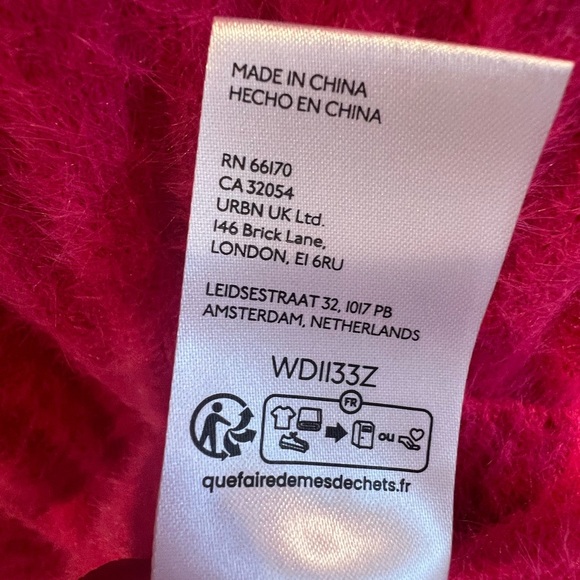 MADE IN CHINA
HECHO EN CHINA
RN 66170
CA 32054
URBN UK Ltd.
146 Brick Lane,
LONDON, E1 6RU
LEIDSESTRAAT 32, 1017 PB
AMSTERDAM, NETHERLANDS
WD1133Z
FR
ou
quefairedemesdechets.fr